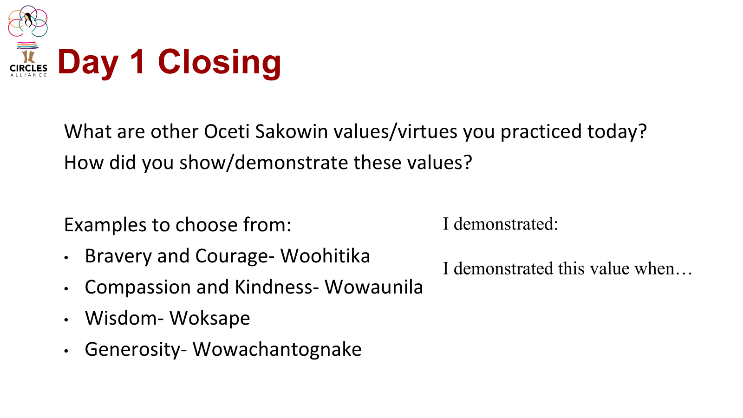 CIRCLES
ALLIANCE
Day 1 Closing
What are other Oceti Sakowin values/virtues you practiced today?
How did you show/demonstrate these values?
Examples to choose from:
• Bravery and Courage- Woohitika
• Compassion and Kindness- Wowaunila
• Wisdom- Woksape
• Generosity- Wowachantognake
I demonstrated:
I demonstrated this value when…